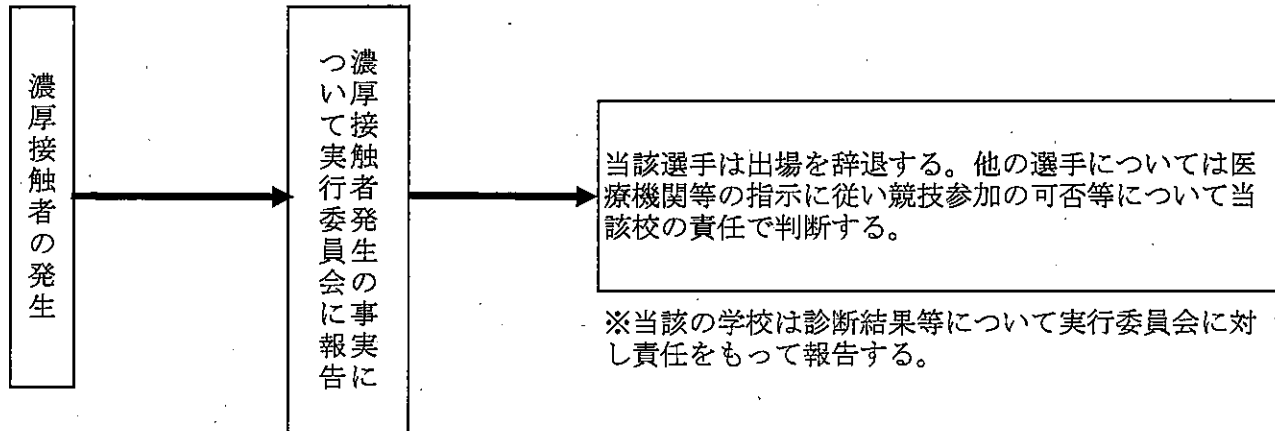 濃厚接触者の発生
濃厚接触者発生の事実に
ついて実行委員会に報告
当該選手は出場を辞退する。他の選手については医
療機関等の指示に従い競技参加の可否等について当
該校の責任で判断する。
※当該の学校は診断結果等について実行委員会に対
し責任をもって報告する。